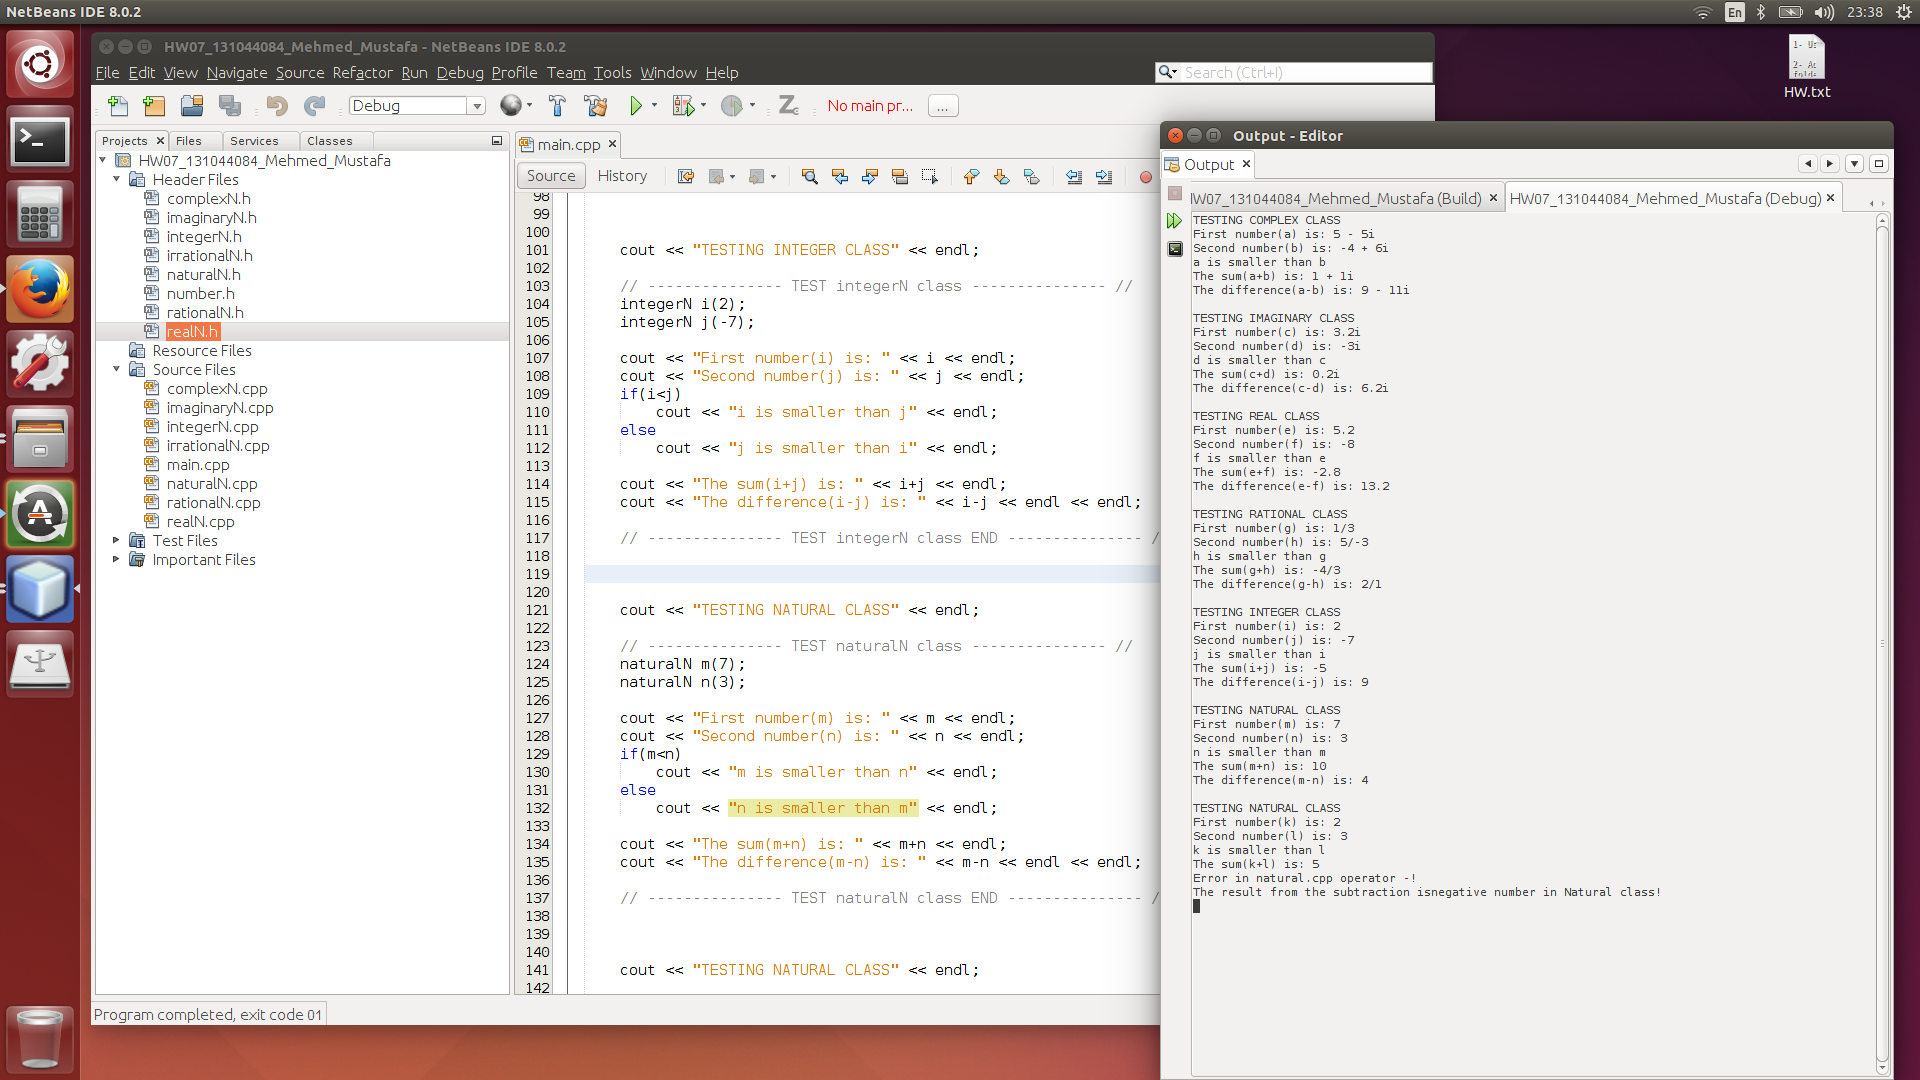 NetBeans IDE 8.0.2
En
23:38
HW07_131044084_Mehmed_Mustafa - NetBeans IDE 8.0.2
File Edit View Navigate Source Refactor Run Debug Profile Team Tools Window Help
Search (Ctrl+I)
Debug
No main pr...
...
HW.txt
Projects
Files
Services
Classes
HW07_131044084_Mehmed_Mustafa
Header Files
complexN.h
imaginaryN.h
integerN.h
irrationalN.h
naturalN.h
number.h
rationalN.h
realN.h
Resource Files
Source Files
complexN.cpp
imaginaryN.cpp
integerN.cpp
irrationalN.cpp
main.cpp
naturalN.cpp
rationalN.cpp
realN.cpp
Test Files
Important Files
main.cpp
Source
History
98
99
100
101 cout << "TESTING INTEGER CLASS" << endl;
102
103 // --------------- TEST integerN class --------------- //
104 integerN i(2);
105 integerN j(-7);
106
107 cout << "First number(i) is: " << i << endl;
108 cout << "Second number(j) is: " << j << endl;
109 if(i<j)
110 cout << "i is smaller than j" << endl;
111 else
112 cout << "j is smaller than i" << endl;
113
114 cout << "The sum(i+j) is: " << i+j << endl;
115 cout << "The difference(i-j) is: " << i-j << endl << endl;
116
117 // --------------- TEST integerN class END --------------- /
118
119
120
121 cout << "TESTING NATURAL CLASS" << endl;
122
123 // --------------- TEST naturalN class --------------- //
124 naturalN m(7);
125 naturalN n(3);
126
127 cout << "First number(m) is: " << m << endl;
128 cout << "Second number(n) is: " << n << endl;
129 if(m<n)
130 cout << "m is smaller than n" << endl;
131 else
132 cout << "n is smaller than m" << endl;
133
134 cout << "The sum(m+n) is: " << m+n << endl;
135 cout << "The difference(m-n) is: " << m-n << endl << endl;
136
137 // --------------- TEST naturalN class END --------------- /
138
139
140
141 cout << "TESTING NATURAL CLASS" << endl;
142
Program completed, exit code 01
Output - Editor
Output
W07_131044084_Mehmed_Mustafa (Build)
HW07_131044084_Mehmed_Mustafa (Debug)
TESTING COMPLEX CLASS
First number(a) is: 5 - 5i
Second number(b) is: -4 + 6i
a is smaller than b
The sum(a+b) is: 1 + 1i
The difference(a-b) is: 9 - 11i
TESTING IMAGINARY CLASS
First number(c) is: 3.2i
Second number(d) is: -3i
d is smaller than c
The sum(c+d) is: 0.2i
The difference(c-d) is: 6.2i
TESTING REAL CLASS
First number(e) is: 5.2
Second number(f) is: -8
f is smaller than e
The sum(e+f) is: -2.8
The difference(e-f) is: 13.2
TESTING RATIONAL CLASS
First number(g) is: 1/3
Second number(h) is: 5/-3
h is smaller than g
The sum(g+h) is: -4/3
The difference(g-h) is: 2/1
TESTING INTEGER CLASS
First number(i) is: 2
Second number(j) is: -7
j is smaller than i
The sum(i+j) is: -5
The difference(i-j) is: 9
TESTING NATURAL CLASS
First number(m) is: 7
Second number(n) is: 3
n is smaller than m
The sum(m+n) is: 10
The difference(m-n) is: 4
TESTING NATURAL CLASS
First number(k) is: 2
Second number(l) is: 3
k is smaller than l
The sum(k+l) is: 5
Error in natural.cpp operator -!
The result from the subtraction isnegative number in Natural class!